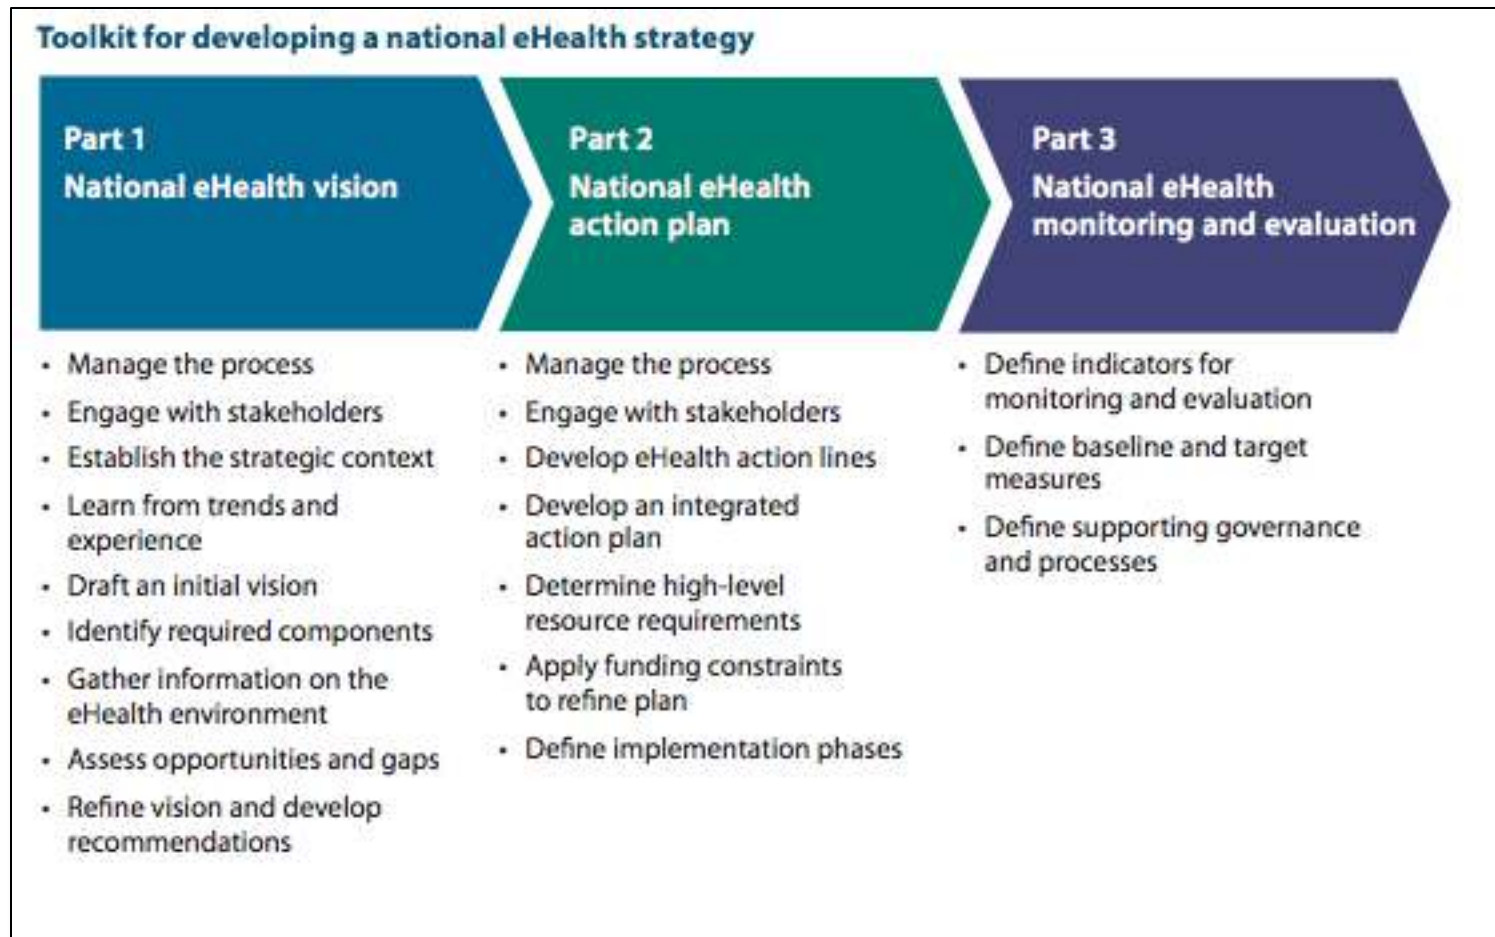 Toolkit for developing a national eHealth strategy
Part 1
National eHealth vision
• Manage the process
• Engage with stakeholders
• Establish the strategic context
• Learn from trends and
experience
• Draft an initial vision
• Identify required components
• Gather information on the
eHealth environment
• Assess opportunities and gaps
• Refine vision and develop
recommendations
Part 2
National eHealth
action plan
• Manage the process
• Engage with stakeholders
• Develop eHealth action lines
• Develop an integrated
action plan
• Determine high-level
resource requirements
• Apply funding constraints
to refine plan
• Define implementation phases
Part 3
National eHealth
monitoring and evaluation
• Define indicators for
monitoring and evaluation
• Define baseline and target
measures
• Define supporting governance
and processes